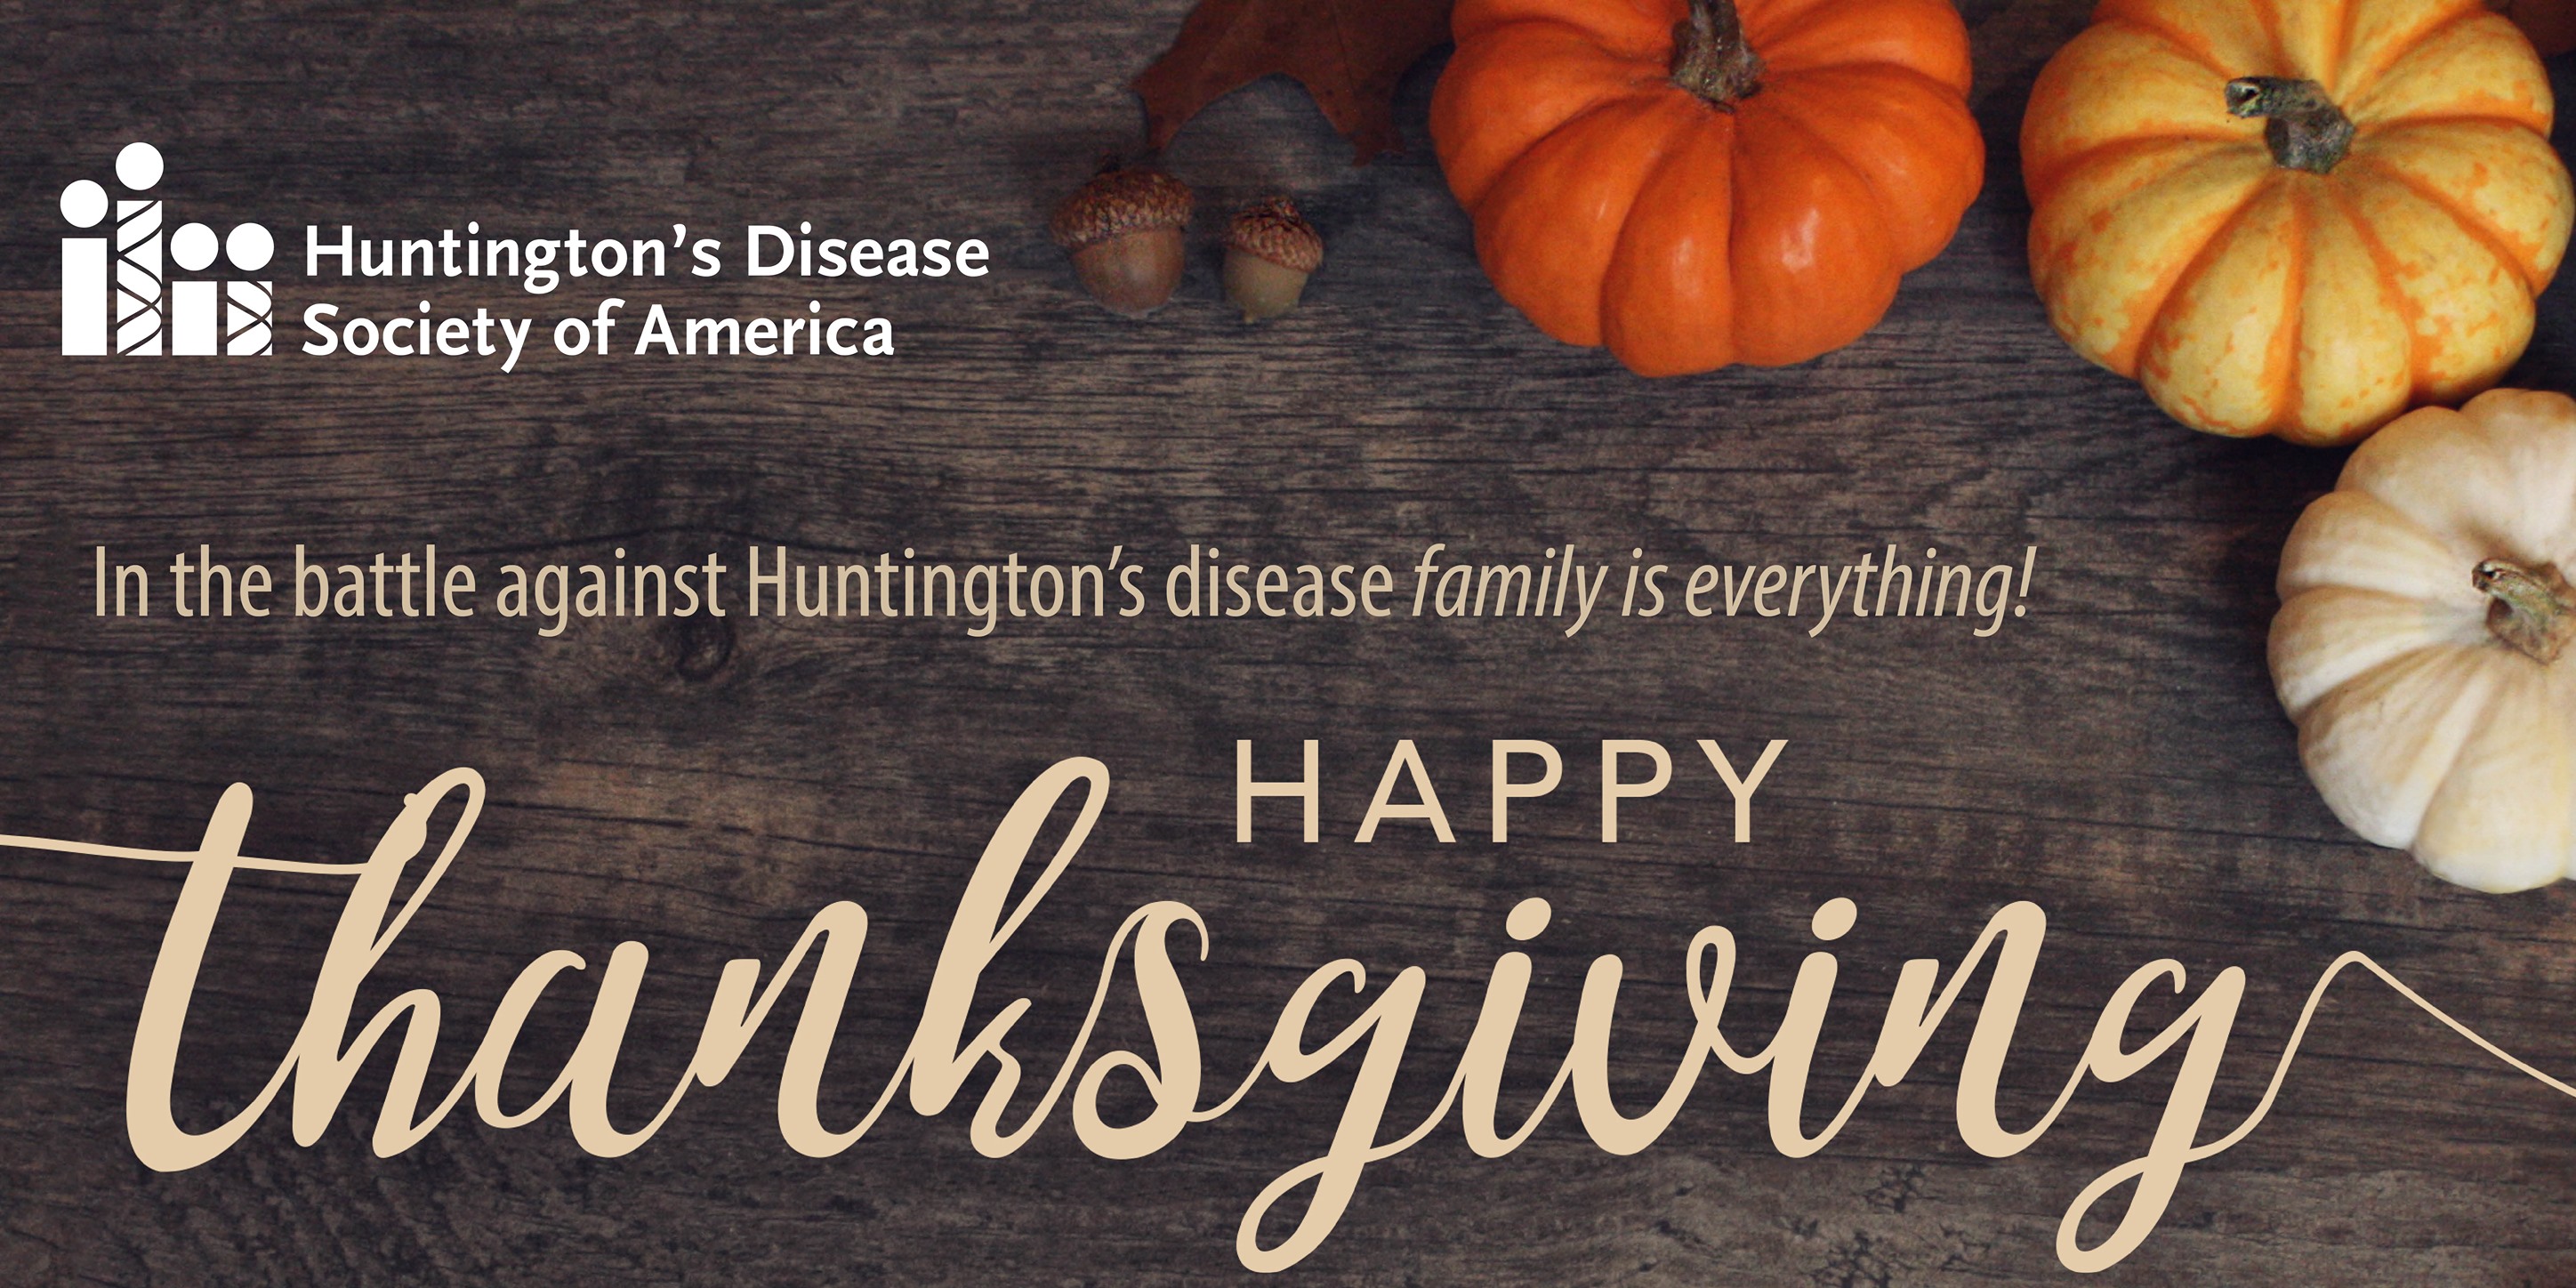 Huntington’s Disease
Society of America
In the battle against Huntington’s disease family is everything!
HAPPY
thanksgiving